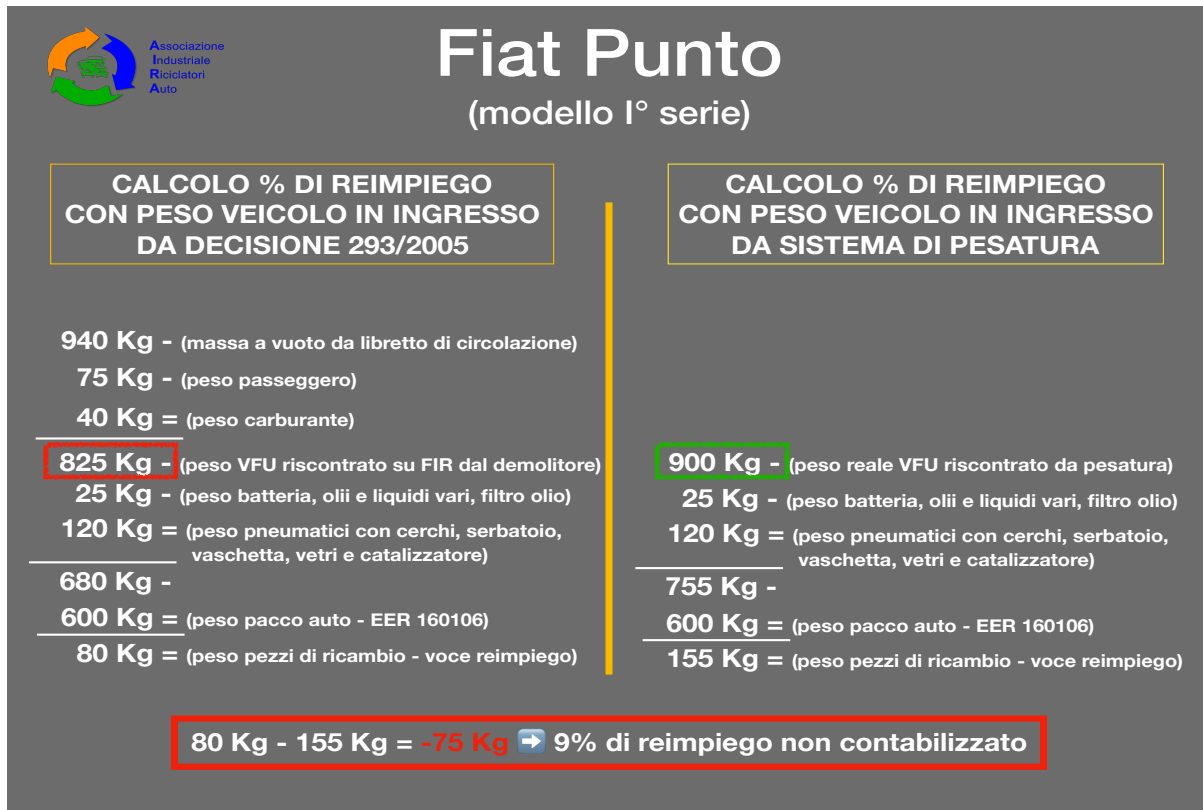 Associazione
Industriale
Riciclatori
Auto
Fiat Punto
(modello I° serie)
CALCOLO % DI REIMPIEGO
CON PESO VEICOLO IN INGRESSO
DA DECISIONE 293/2005
940 Kg - (massa a vuoto da libretto di circolazione)
75 Kg - (peso passeggero)
40 Kg = (peso carburante)
825 Kg - (peso VFU riscontrato su FIR dal demolitore)
25 Kg - (peso batteria, olii e liquidi vari, filtro olio)
120 Kg = (peso pneumatici con cerchi, serbatoio,
vaschetta, vetri e catalizzatore)
680 Kg -
600 Kg = (peso pacco auto - EER 160106)
80 Kg = (peso pezzi di ricambio - voce reimpiego)
CALCOLO % DI REIMPIEGO
CON PESO VEICOLO IN INGRESSO
DA SISTEMA DI PESATURA
900 Kg - (peso reale VFU riscontrato da pesatura)
25 Kg - (peso batteria, olii e liquidi vari, filtro olio)
120 Kg = (peso pneumatici con cerchi, serbatoio,
vaschetta, vetri e catalizzatore)
755 Kg -
600 Kg = (peso pacco auto - EER 160106)
155 Kg = (peso pezzi di ricambio - voce reimpiego)
80 Kg - 155 Kg = -75 Kg ➡ 9% di reimpiego non contabilizzato